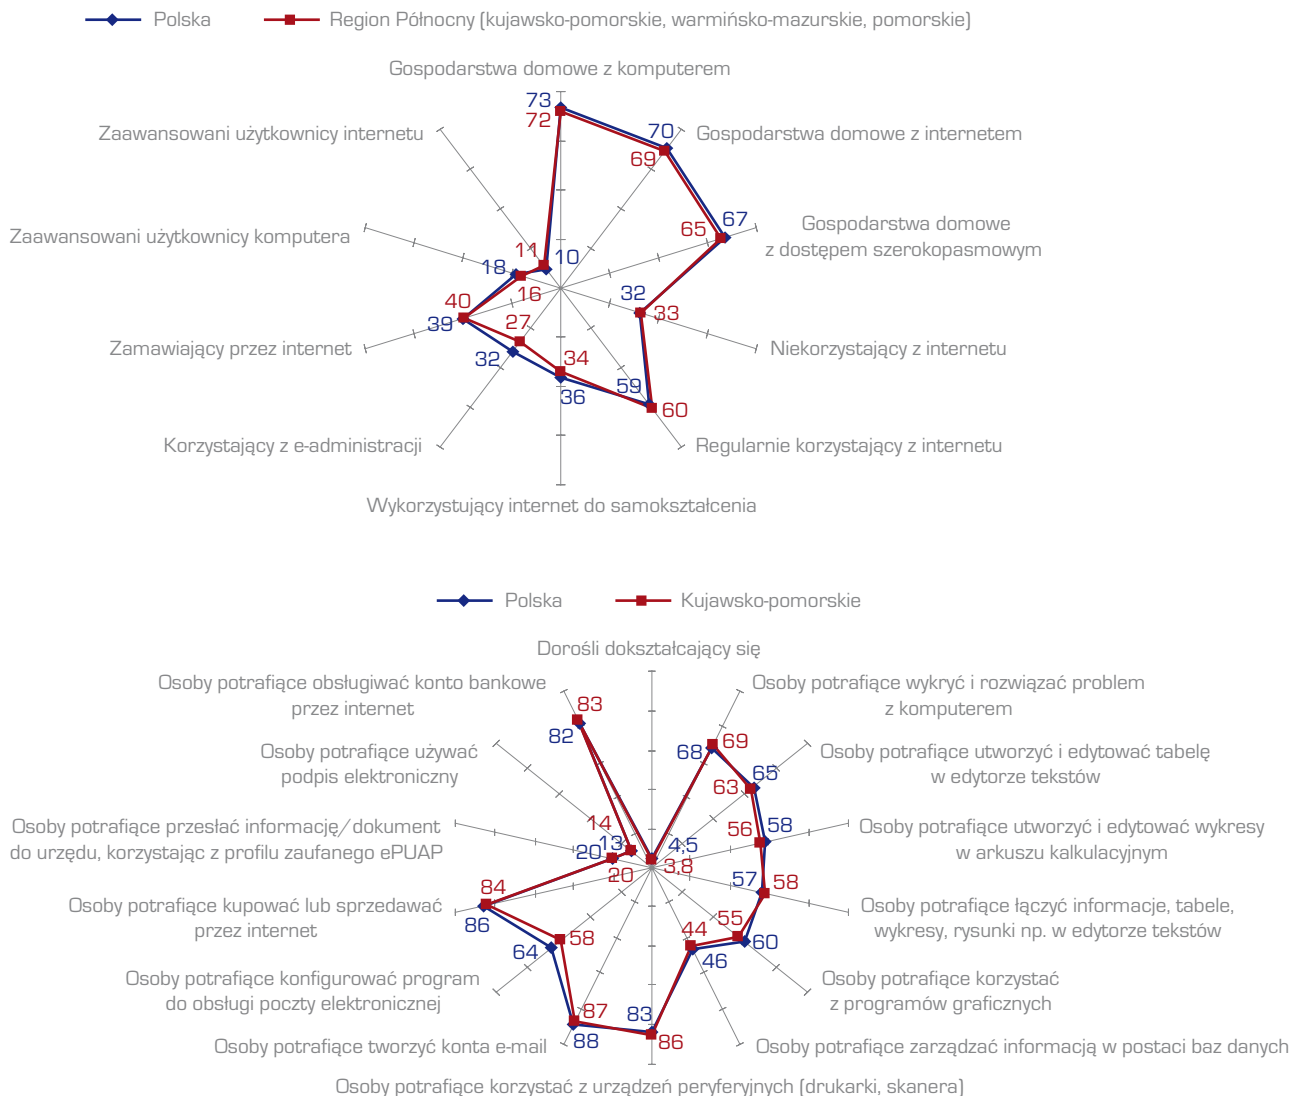 Polska
Region Północny (kujawsko-pomorskie, warmińsko-mazurskie, pomorskie)
Gospodarstwa domowe z komputerem
73
72
Zaawansowani użytkownicy internetu
70
Gospodarstwa domowe z internetem
69
Zaawansowani użytkownicy komputera
65
67
Gospodarstwa domowe
z dostępem szerokopasmowym
11
10
18
16
32
33
40
39
27
Zamawiający przez internet
Niekorzystający z internetu
32
34
36
59
60
Korzystający z e-administracji
Regularnie korzystający z internetu
Wykorzystujący internet do samokształcenia
Polska
Kujawsko-pomorskie
Dorośli dokształcający się
Osoby potrafiące obsługiwać konto bankowe
przez internet
83
82
Osoby potrafiące wykryć i rozwiązać problem
z komputerem
68
69
Osoby potrafiące używać
podpis elektroniczny
Osoby potrafiące utworzyć i edytować tabelę
w edytorze tekstów
65
63
Osoby potrafiące przesłać informację/dokument
do urzędu, korzystając z profilu zaufanego ePUAP
14
13
20
20
4,5
3,8
56
58
Osoby potrafiące utworzyć i edytować wykresy
w arkuszu kalkulacyjnym
Osoby potrafiące kupować lub sprzedawać
przez internet
84
86
57
58
Osoby potrafiące łączyć informacje, tabele,
wykresy, rysunki np. w edytorze tekstów
Osoby potrafiące konfigurować program
do obsługi poczty elektronicznej
64
58
55
60
Osoby potrafiące korzystać
z programów graficznych
44
46
Osoby potrafiące tworzyć konta e-mail
87
88
83
86
Osoby potrafiące zarządzać informacją w postaci baz danych
Osoby potrafiące korzystać z urządzeń peryferyjnych (drukarki, skanera)